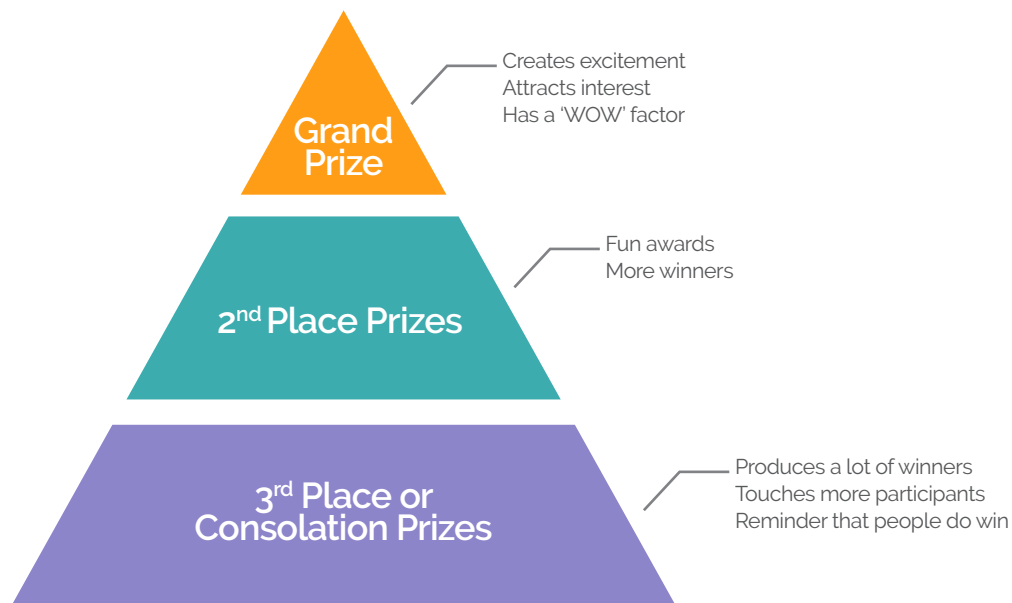 Grand
Prize
Creates excitement
Attracts interest
Has a ‘WOW’ factor
2nd Place Prizes
Fun awards
More winners
3rd Place or
Consolation Prizes
Produces a lot of winners
Touches more participants
Reminder that people do win